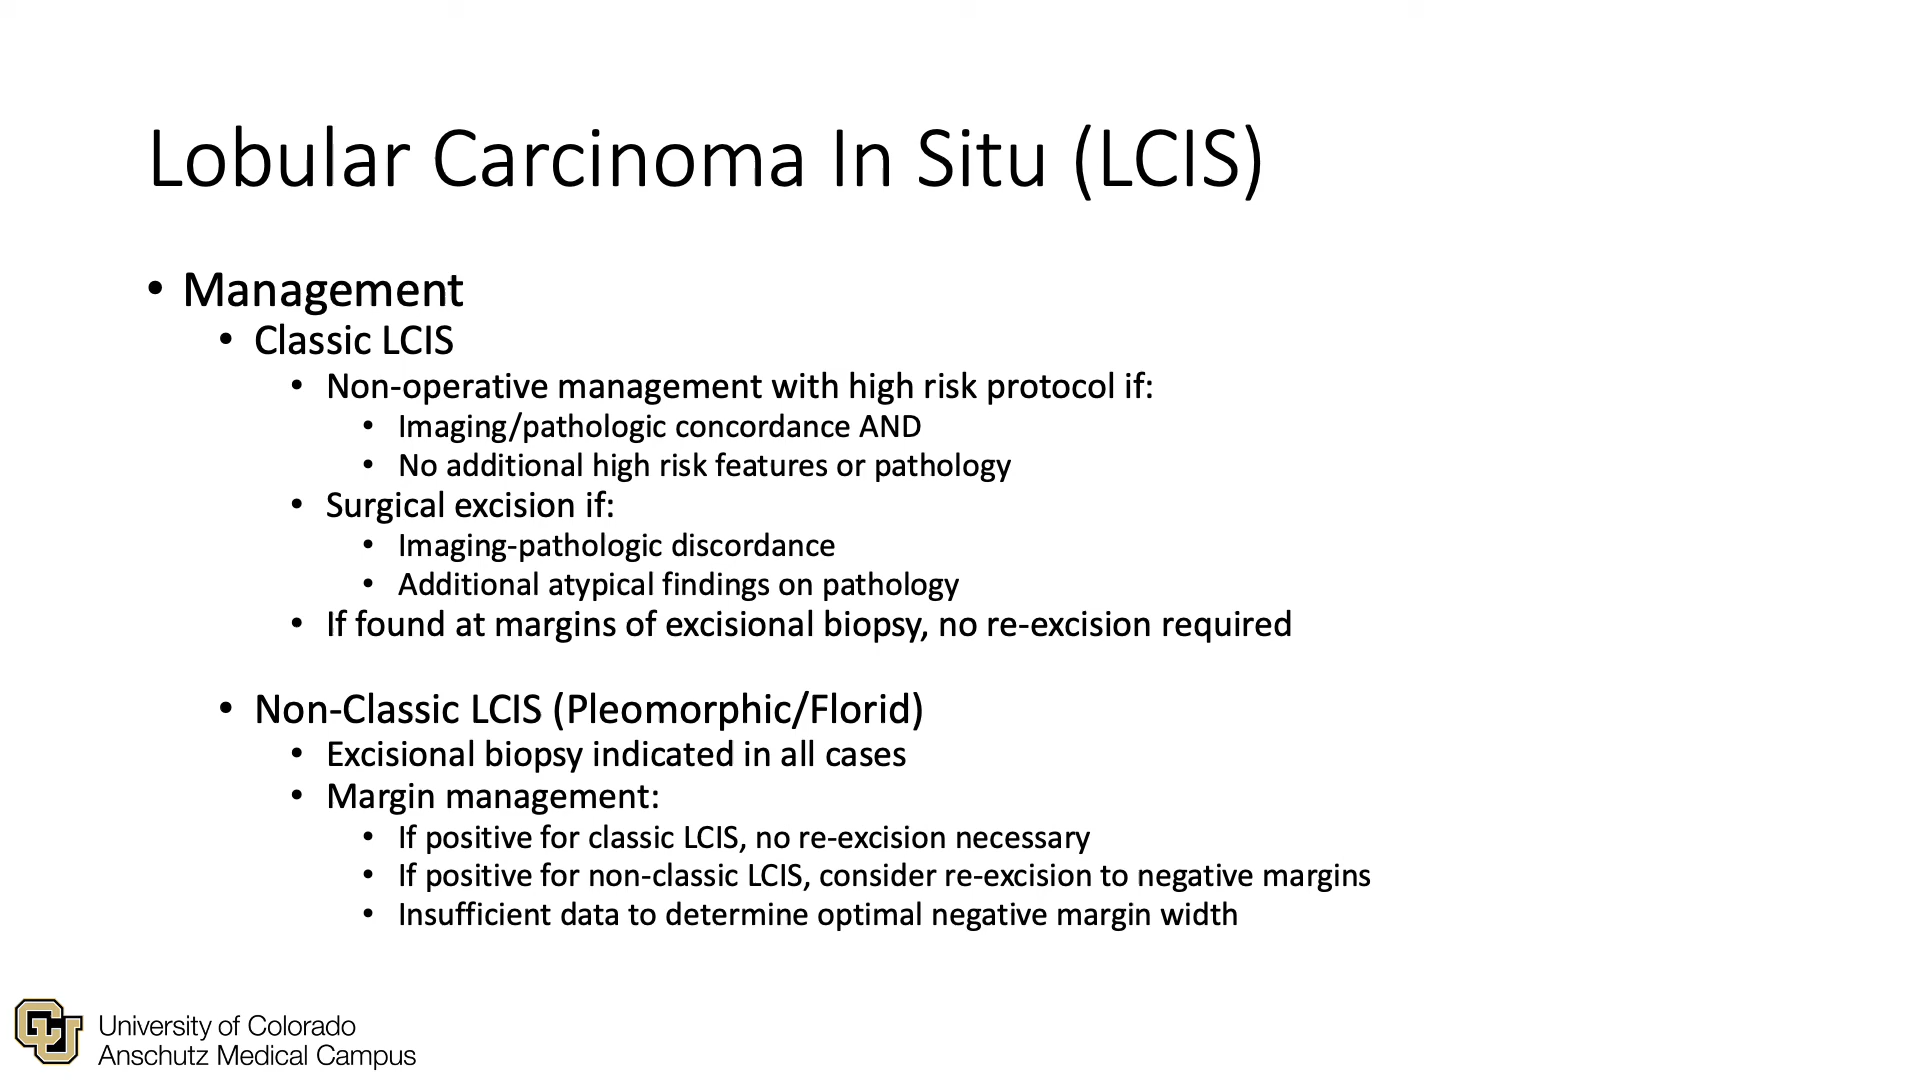 Lobular Carcinoma In Situ (LCIS)
• Management
• Classic LCIS
• Non-operative management with high risk protocol if:
• Imaging/pathologic concordance AND
• No additional high risk features or pathology
• Surgical excision if:
• Imaging-pathologic discordance
• Additional atypical findings on pathology
• If found at margins of excisional biopsy, no re-excision required
• Non-Classic LCIS (Pleomorphic/Florid)
• Excisional biopsy indicated in all cases
• Margin management:
• If positive for classic LCIS, no re-excision necessary
• If positive for non-classic LCIS, consider re-excision to negative margins
• Insufficient data to determine optimal negative margin width
CU
University of Colorado
Anschutz Medical Campus